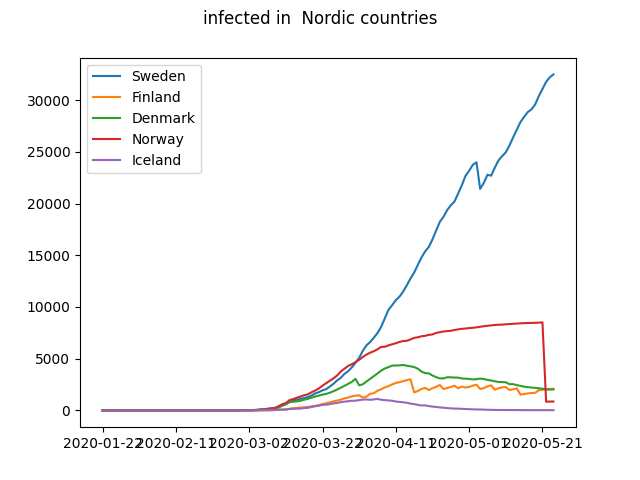 infected in  Nordic countries
Sweden
Finland
Denmark
Norway
Iceland
30000
25000
20000
15000
10000
5000
0
2020-01-22 2020-02-11 2020-03-02 2020-03-22 2020-04-11 2020-05-01 2020-05-21